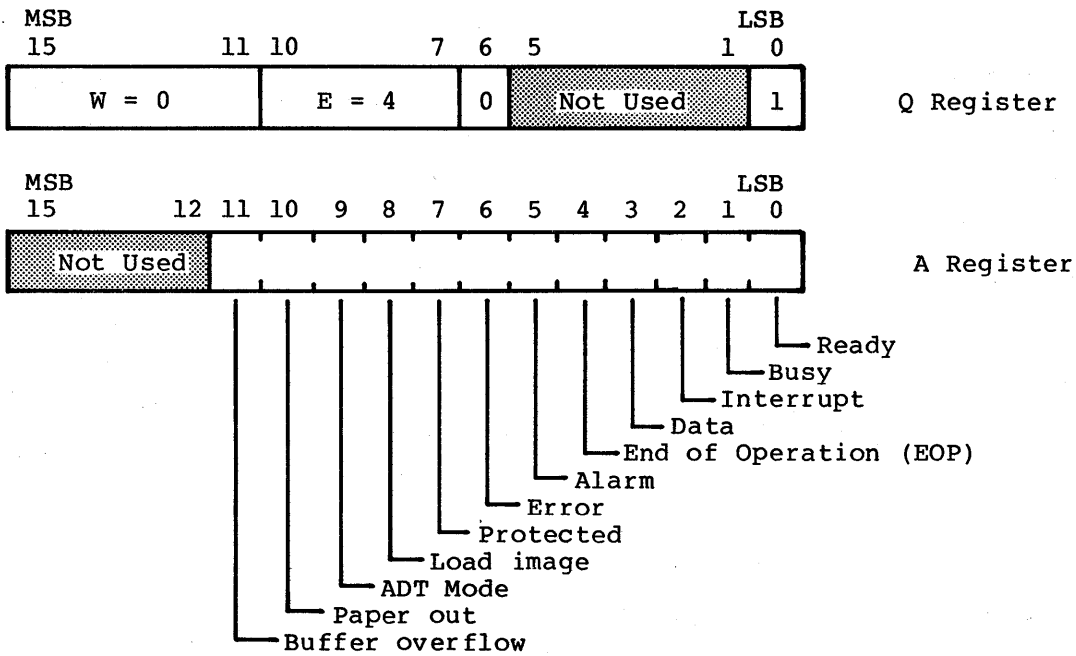 MSB LSB
15 11 10 7 6 5 1 0
W = 0 E = 4 0 Not Used 1 Q Register
MSB LSB
15 12 11 10 9 8 7 6 5 4 3 2 1 0
Not Used A Register
Ready
Busy
Interrupt
Data
End of Operation (EOP)
Alarm
Error
Protected
Load image
ADT Mode
Paper out
Buffer overflow